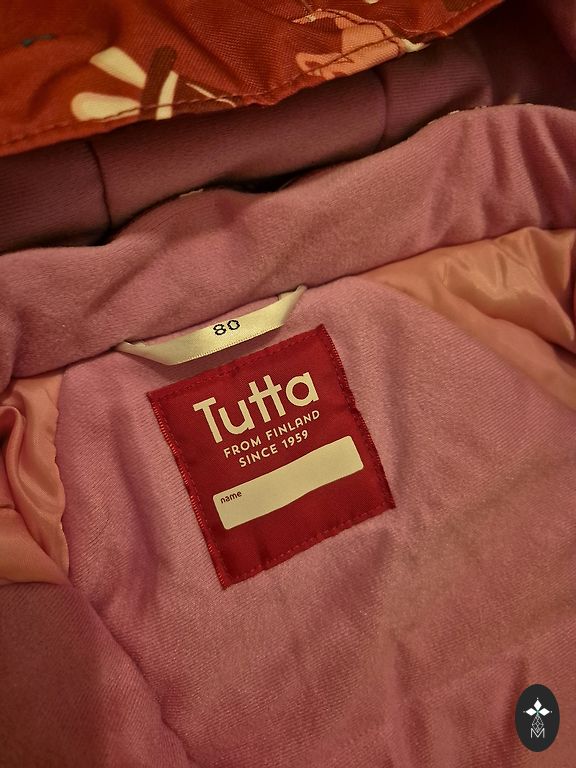 80
Tutta
FROM FINLAND
SINCE 1959
name
M